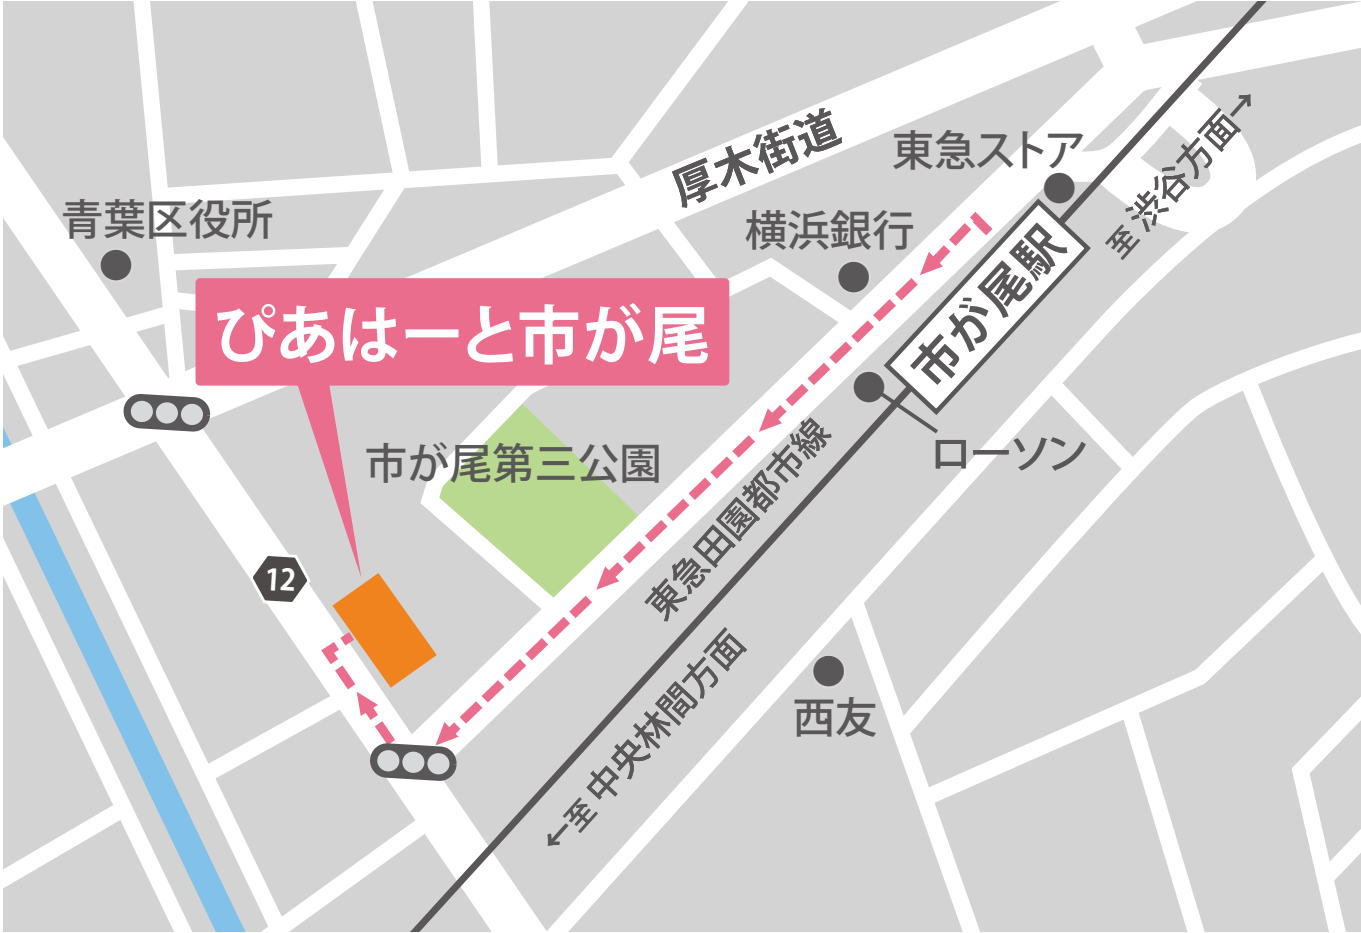 厚木街道
東急ストア
至 渋谷方面→
青葉区役所
横浜銀行
市が尾駅
ぴあはーと市が尾
市が尾第三公園
ローソン
東急田園都市線
12
西友
←至 中央林間方面